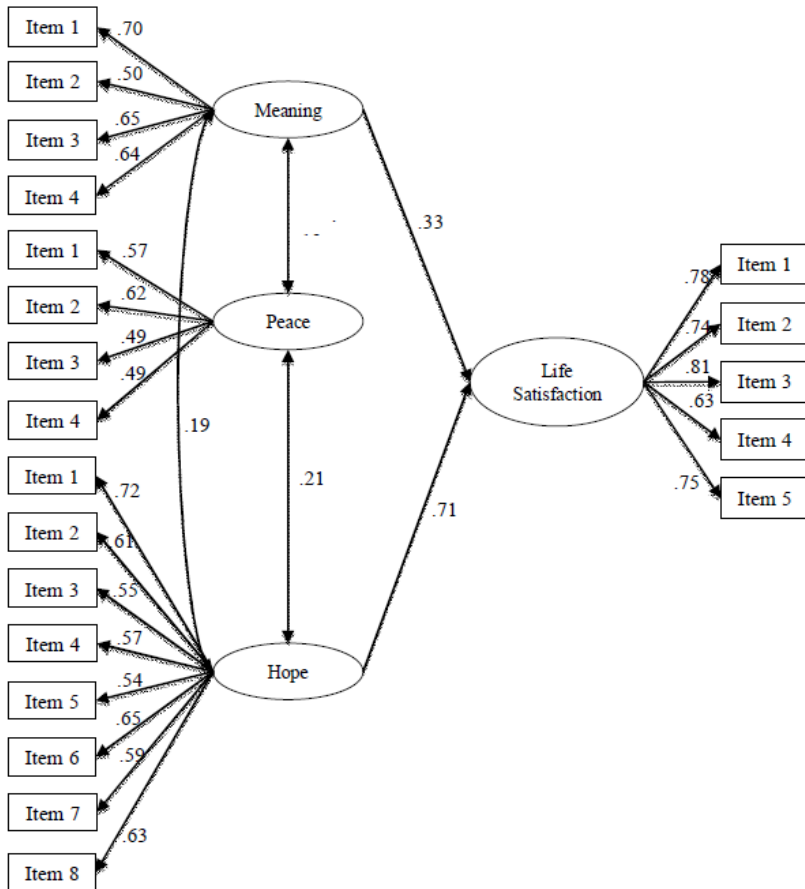 Item 1
.70
Item 2
.50
Item 3
.65
Item 4
.64
Meaning
Item 1
.57
Item 2
.62
Item 3
.49
Item 4
.49
Peace
Item 1
.72
Item 2
.61
Item 3
.55
Item 4
.57
Item 5
.54
Item 6
.65
Item 7
.59
Item 8
.63
Hope
.19
.21
.33
.71
Life
Satisfaction
Item 1
.78
Item 2
.74
Item 3
.81
Item 4
.63
Item 5
.75